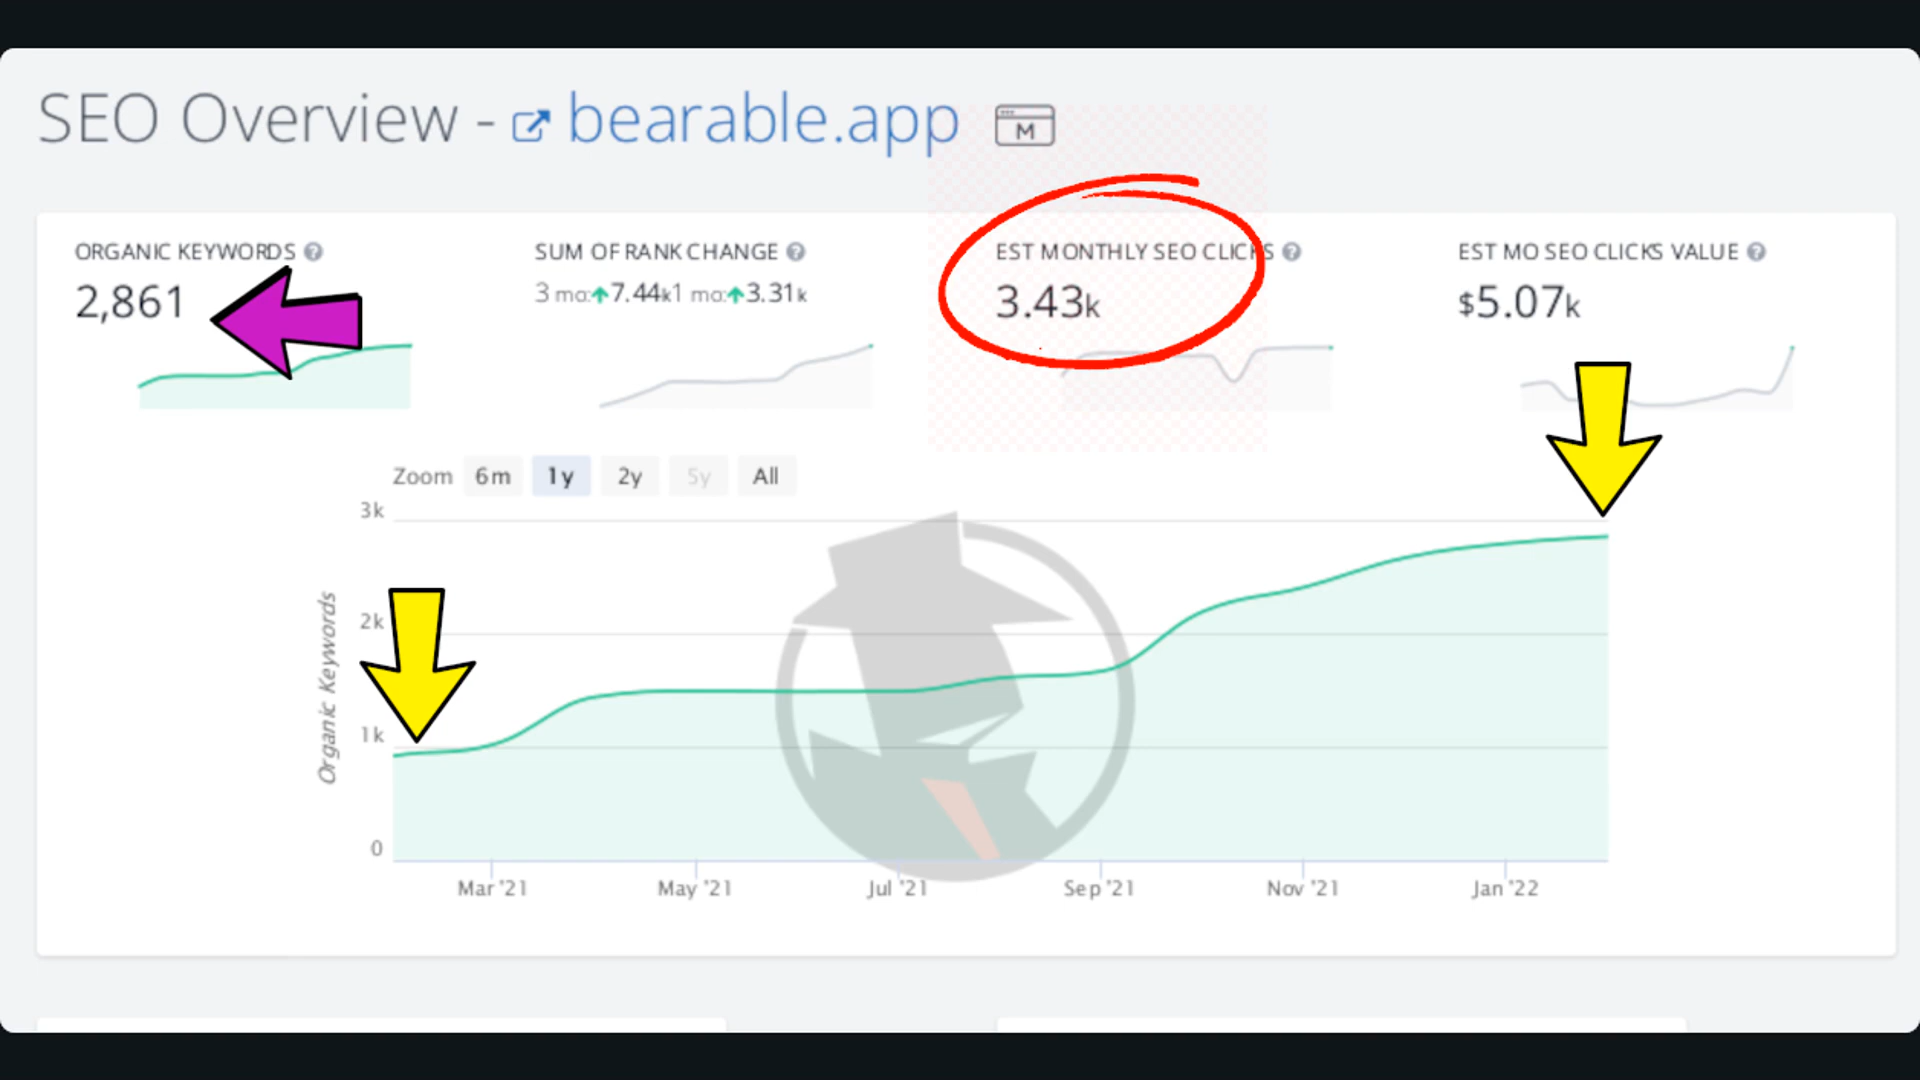 SEO Overview - bearable.app M
ORGANIC KEYWORDS ? SUM OF RANK CHANGE ? EST MONTHLY SEO CLICKS ? EST MO SEO CLICKS VALUE ?
2,861 3 mo:7.44k1 mo:3.31k 3.43k $5.07k
Zoom 6m 1y 2y 5y All
3k
2k
1k
0
Organic Keywords
Mar '21 May '21 Jul '21 Sep '21 Nov '21 Jan '22